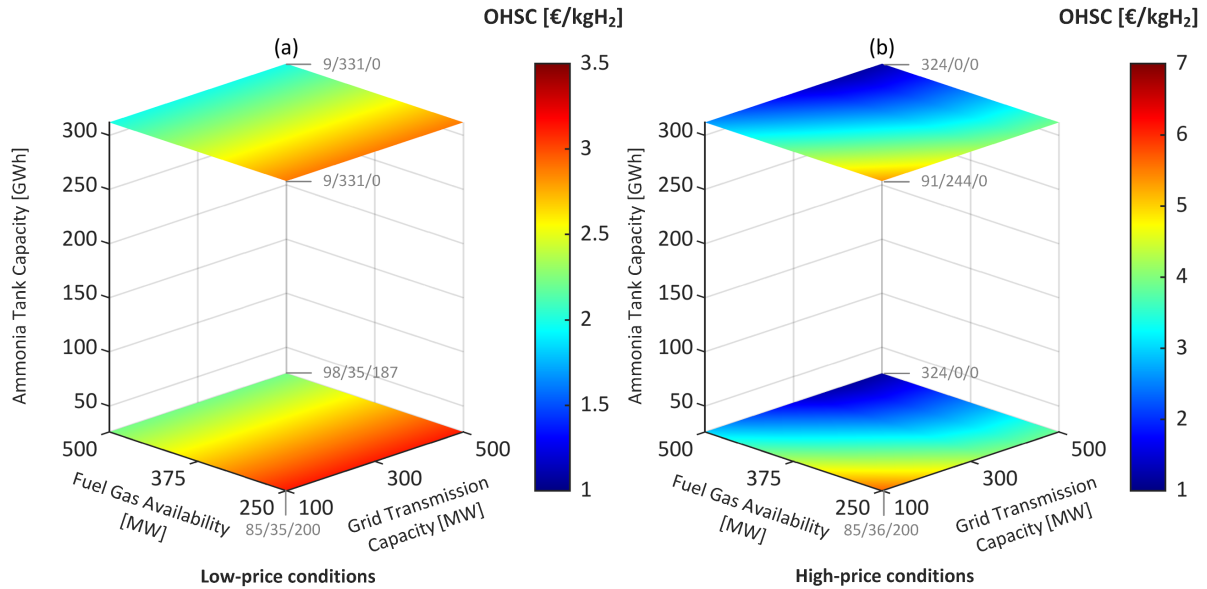 OHSC [€/kgH₂]
(a)
9/331/0
3.5
3
2.5
2
1.5
1
Ammonia Tank Capacity [GWh]
300
250
200
150
100
50
9/331/0
98/35/187
500
375
250
100
300
500
85/35/200
Fuel Gas Availability
[MW]
Grid Transmission
Capacity [MW]
Low-price conditions
OHSC [€/kgH₂]
(b)
324/0/0
7
6
5
4
3
2
1
Ammonia Tank Capacity [GWh]
300
250
200
150
100
50
91/244/0
324/0/0
500
375
250
100
300
500
85/36/200
Fuel Gas Availability
[MW]
Grid Transmission
Capacity [MW]
High-price conditions